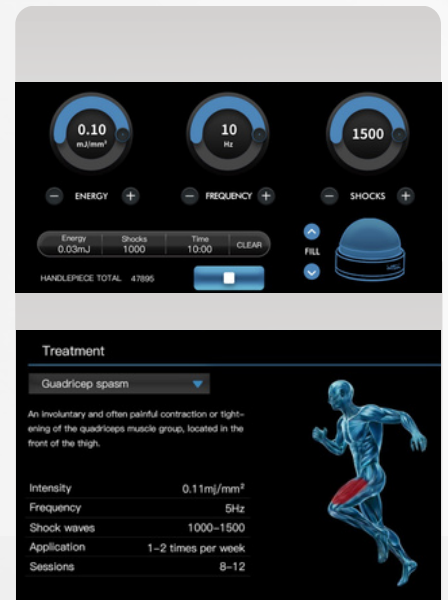 0.10
mJ/mm²
10
Hz
1500
ENERGY
FREQUENCY
SHOCKS
Energy
0.03mJ
Shocks
1000
Time
10:00
CLEAR
FILL
HANDLEPIECE TOTAL 47895
Treatment
Guadricep spasm
An involuntary and often painful contraction or tight-
ening of the quadriceps muscle group, located in the
front of the thigh.
Intensity 0.11mj/mm²
Frequency 5Hz
Shock waves 1000-1500
Application 1-2 times per week
Sessions 8-12